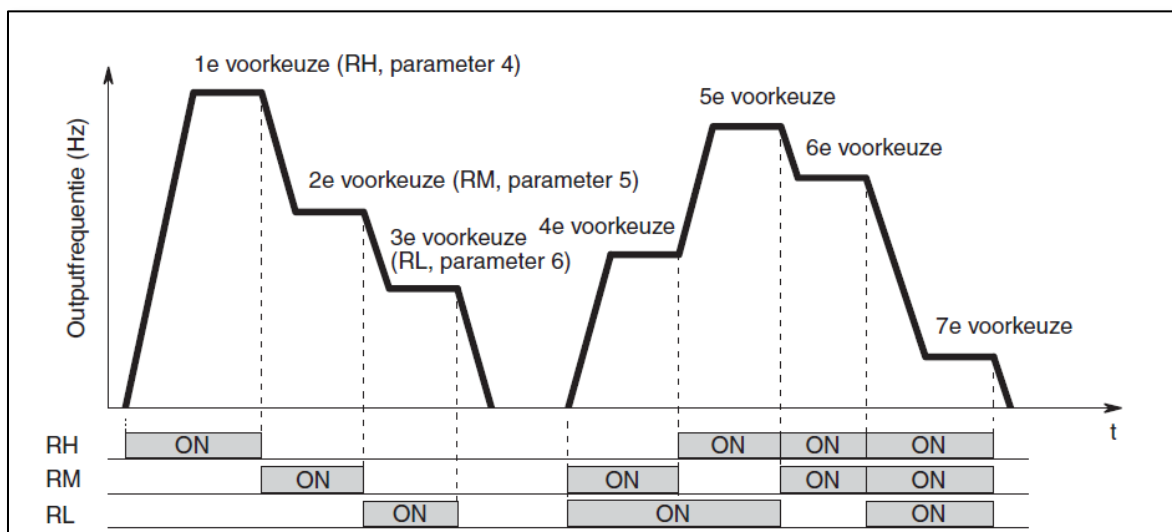 1e voorkeuze (RH, parameter 4)
5e voorkeuze
6e voorkeuze
2e voorkeuze (RM, parameter 5)
3e voorkeuze
(RL, parameter 6)
4e voorkeuze
7e voorkeuze
Outputfrequentie (Hz)
t
RH ON ON ON ON
RM ON ON ON ON
RL ON ON ON